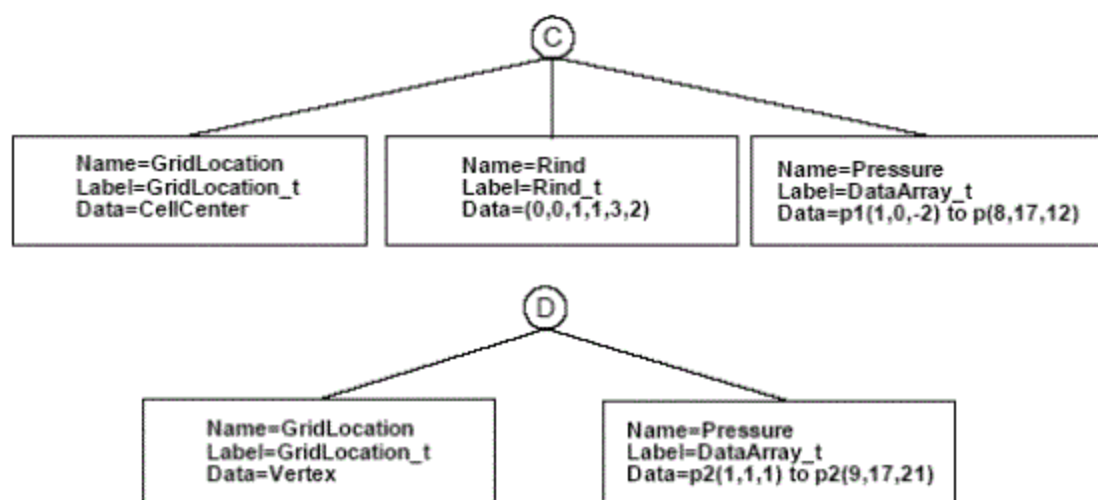 C
Name=GridLocation
Label=GridLocation_t
Data=CellCenter
Name=Rind
Label=Rind_t
Data=(0,0,1,1,3,2)
Name=Pressure
Label=DataArray_t
Data=p1(1,0,-2) to p(8,17,12)
D
Name=GridLocation
Label=GridLocation_t
Data=Vertex
Name=Pressure
Label=DataArray_t
Data=p2(1,1,1) to p2(9,17,21)